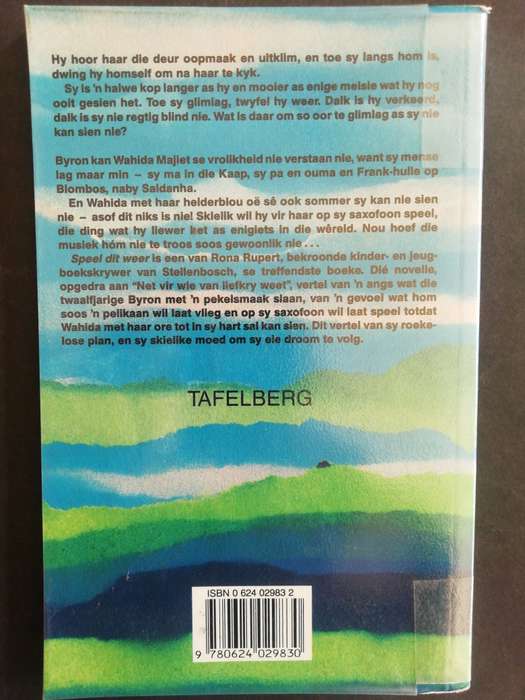 Hy hoor haar die deur oopmaak en uitklim, en toe sy langs hom is,
dwing hy homself om na haar te kyk.
Sy is 'n halwe kop langer as hy en mooier as enige meisie wat hy nog
ooit gesien het. Toe sy glimlag, twyfel hy weer. Dalk is hy verkeerd,
dalk is sy nie regtig blind nie. Wat is daar om so oor te glimlag as sy nie
kan sien nie?
Byron kan Wahida Majiet se vrolikheid nie verstaan nie, want sy mense
lag maar min – sy ma in die Kaap, sy pa en ouma en Frank-hulle op
Blombos, naby Saldanha.
En Wahida met haar helderblou oë sê ook sommer sy kan nie sien
nie – asof dit niks is nie! Skielik wil hy vir haar op sy saxofoon speel,
die ding wat hy liewer het as enigiets in die wêreld. Nou hoef die
musiek hóm nie te troos soos gewoonlik nie . . .
Speel dit weer is een van Rona Rupert, bekroonde kinder- en jeug-
boekskrywer van Stellenbosch, se treffendste boeke. Dié novelle,
opgedra aan "Net vir wie van liefkry weet", vertel van 'n angs wat die
twaalfjarige Byron met 'n pekelsmaak slaan, van 'n gevoel wat hom
soos 'n pelikaan wil laat vlieg en op sy saxofoon wil laat speel totdat
Wahida met haar ore tot in sy hart sal kan sien. Dit vertel van sy roeke-
lose plan, en sy skielike moed om sy eie droom te volg.
TAFELBERG
ISBN 0 624 02983 2
9 780624 029830